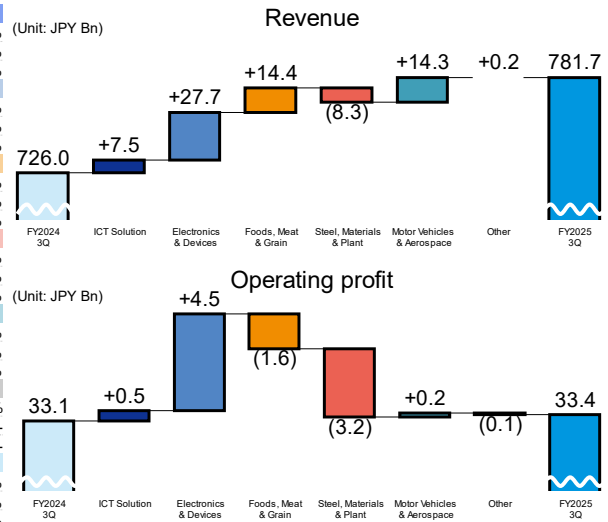 Revenue
(Unit: JPY Bn)
726.0
+7.5
+27.7
+14.4
(8.3)
+14.3
+0.2
781.7
FY2024
3Q
ICT Solution
Electronics
& Devices
Foods, Meat
& Grain
Steel, Materials
& Plant
Motor Vehicles
& Aerospace
Other
FY2025
3Q
Operating profit
(Unit: JPY Bn)
33.1
+0.5
+4.5
(1.6)
(3.2)
+0.2
(0.1)
33.4
FY2024
3Q
ICT Solution
Electronics
& Devices
Foods, Meat
& Grain
Steel, Materials
& Plant
Motor Vehicles
& Aerospace
Other
FY2025
3Q